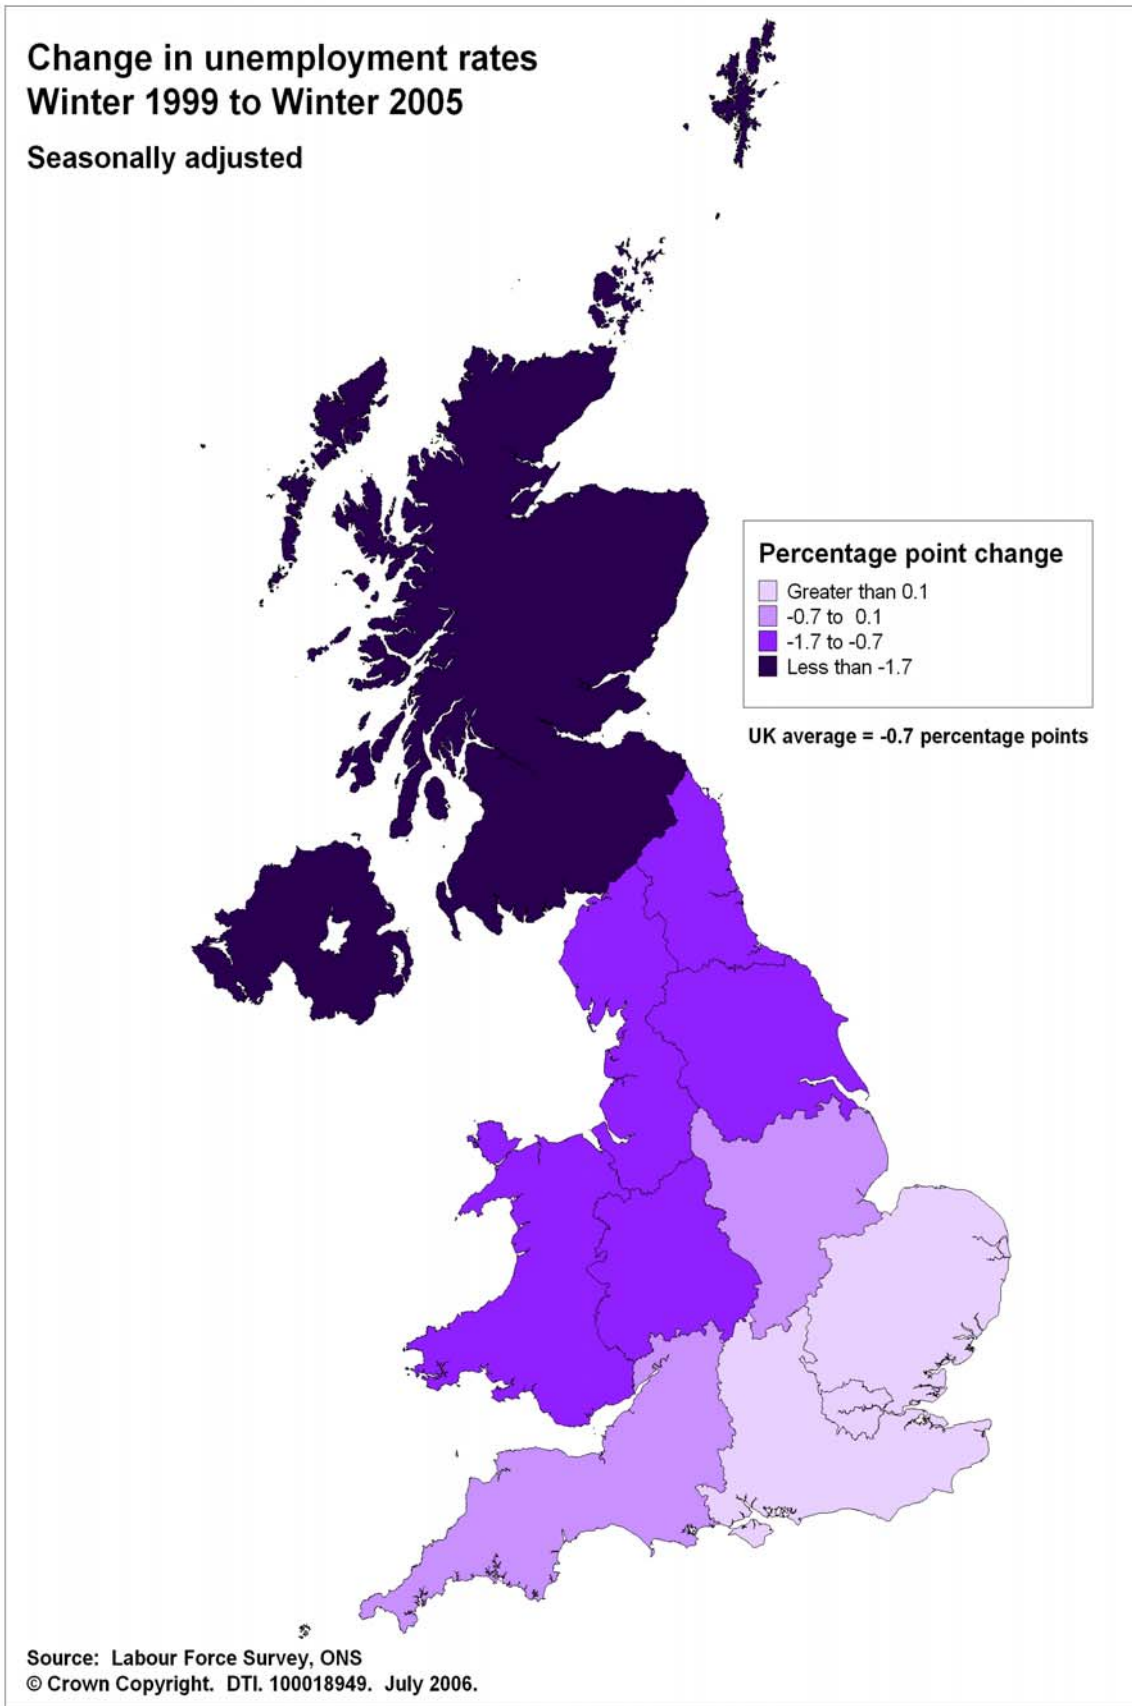 Change in unemployment rates
Winter 1999 to Winter 2005
Seasonally adjusted
Percentage point change
Greater than 0.1
-0.7 to 0.1
-1.7 to -0.7
Less than -1.7
UK average = -0.7 percentage points
Source: Labour Force Survey, ONS
© Crown Copyright. DTI. 100018949. July 2006.